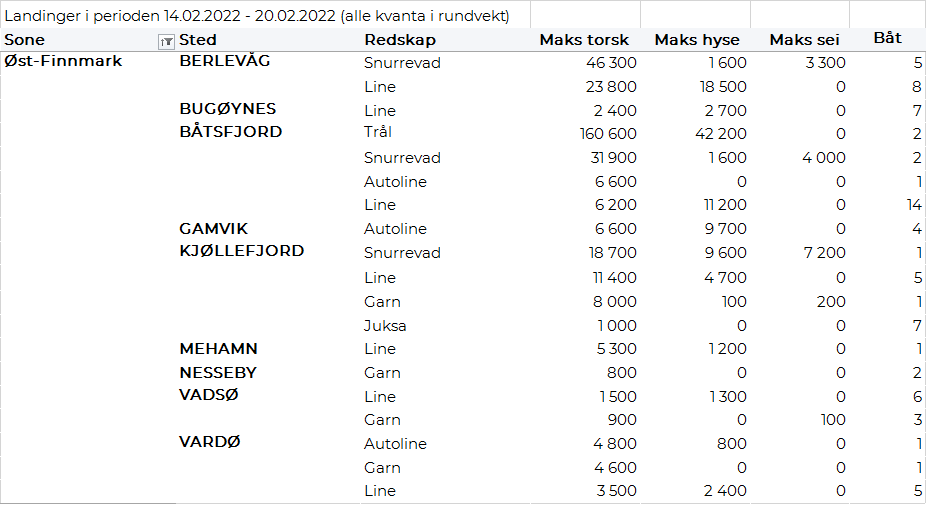 Landinger i perioden 14.02.2022 - 20.02.2022 (alle kvanta i rundvekt)
Sone Sted Redskap Maks torsk Maks hyse Maks sei Båt
Øst-Finnmark BERLEVÅG Snurrevad 46 300 1 600 3 300 5
Line 23 800 18 500 0 8
BUGØYNES Line 2 400 2 700 0 7
BÅTSFJORD Trål 160 600 42 200 0 2
Snurrevad 31 900 1 600 4 000 2
Autoline 6 600 0 0 1
Line 6 200 11 200 0 14
GAMVIK Autoline 6 600 9 700 0 4
KJØLLEFJORD Snurrevad 18 700 9 600 7 200 1
Line 11 400 4 700 0 5
Garn 8 000 100 200 1
Juksa 1 000 0 0 7
MEHAMN Line 5 300 1 200 0 1
NESSEBY Garn 800 0 0 2
VADSØ Line 1 500 1 300 0 6
Garn 900 0 100 3
VARDØ Autoline 4 800 800 0 1
Garn 4 600 0 0 1
Line 3 500 2 400 0 5